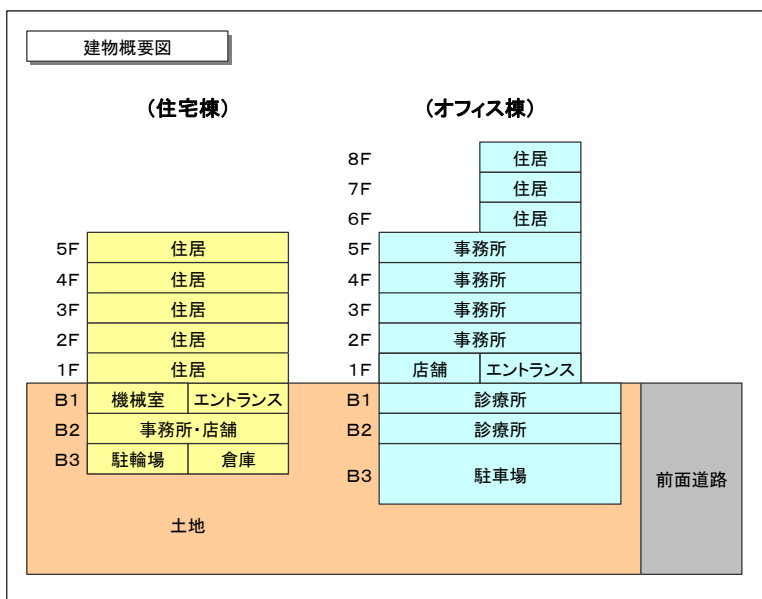 建物概要図
（住宅棟）
（オフィス棟）
8F 住居
7F 住居
6F 住居
5F 住居 5F 事務所
4F 住居 4F 事務所
3F 住居 3F 事務所
2F 住居 2F 事務所
1F 住居 1F 店舗 エントランス
B1 機械室 エントランス B1 診療所
B2 事務所・店舗 B2 診療所
B3 駐輪場 倉庫 B3 駐車場
前面道路
土地